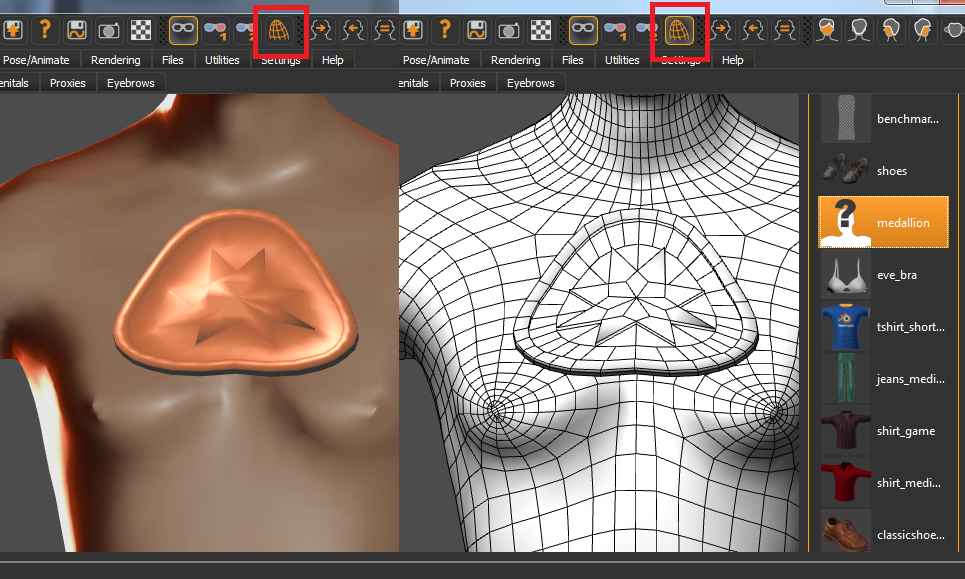 Pose/Animate Rendering Files Utilities Settings Help Pose/Animate Rendering Files Utilities Settings Help
enitals Proxies Eyebrows enitals Proxies Eyebrows
benchmar...
shoes
medallion
eve_bra
tshirt_short...
jeans_medi...
shirt_game
shirt_medi...
classicshoe...